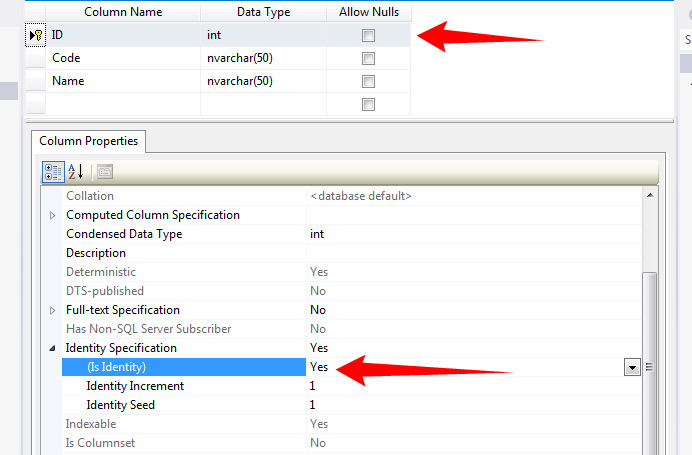 Column Name Data Type Allow Nulls
ID int
Code nvarchar(50)
Name nvarchar(50)
Column Properties
Collation <database default>
Computed Column Specification
Condensed Data Type int
Description
Deterministic Yes
DTS-published No
Full-text Specification No
Has Non-SQL Server Subscriber No
Identity Specification Yes
(Is Identity) Yes
Identity Increment 1
Identity Seed 1
Indexable Yes
Is Columnset No